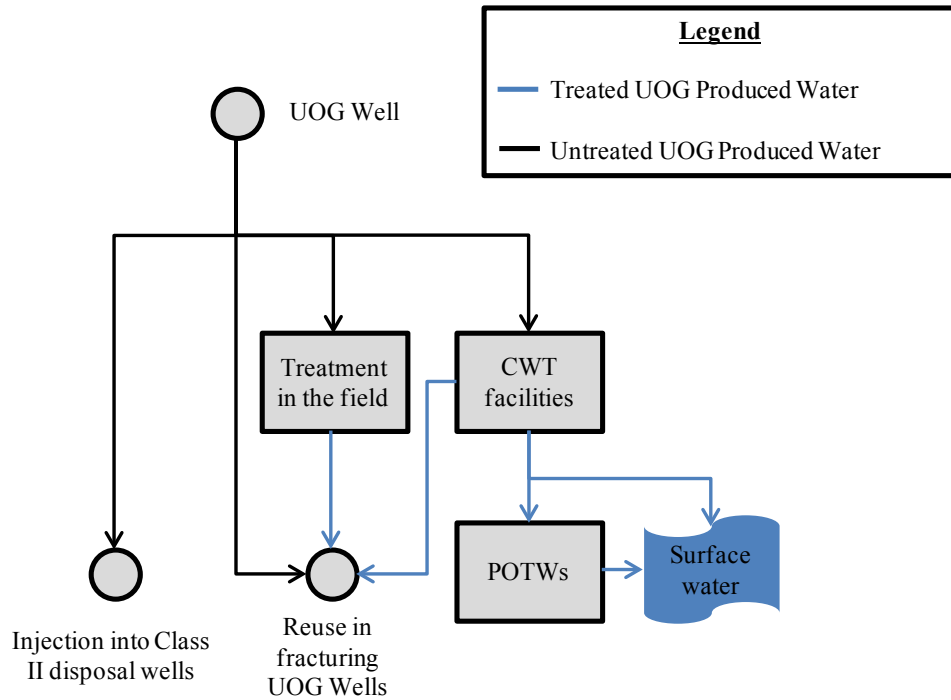 Legend
Treated UOG Produced Water
Untreated UOG Produced Water
UOG Well
Treatment
in the field
CWT
facilities
POTWs
Surface
water
Injection into Class
II disposal wells
Reuse in
fracturing
UOG Wells